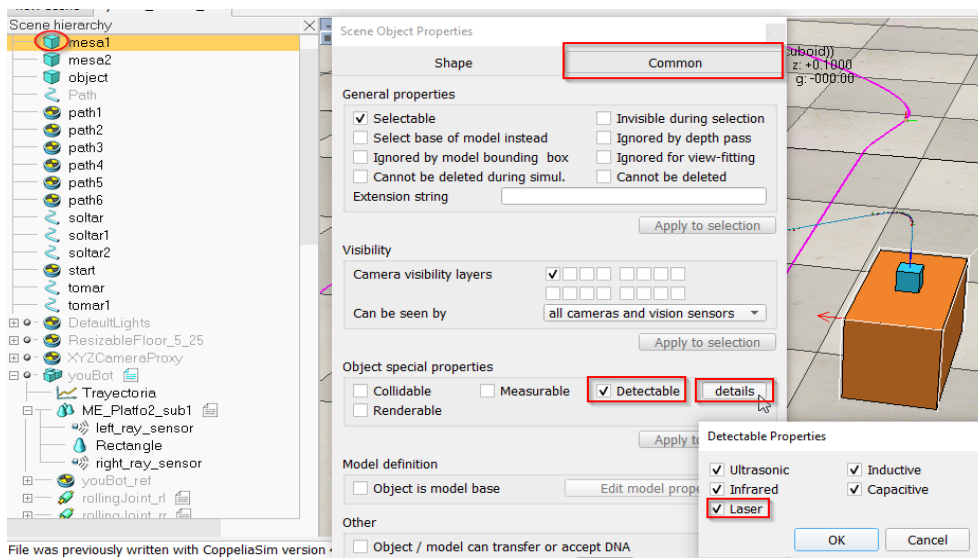 Scene hierarchy
mesa1
mesa2
object
Path
path1
path2
path3
path4
path5
path6
soltar
soltar1
soltar2
start
tomar
tomar1
DefaultLights
ResizableFloor_5_25
XYZCameraProxy
youBot
Trayectoria
ME_Platfo2_sub1
left_ray_sensor
Rectangle
right_ray_sensor
youBot_ref
rollingJoint_rl
rollingJoint_rr
File was previously written with CoppeliaSim version
Scene Object Properties
Shape
Common
General properties
Selectable
Invisible during selection
Select base of model instead
Ignored by depth pass
Ignored by model bounding box
Ignored for view-fitting
Cannot be deleted during simul.
Cannot be deleted
Extension string
Apply to selection
Visibility
Camera visibility layers
Can be seen by
all cameras and vision sensors
Apply to selection
Object special properties
Collidable
Measurable
Detectable
details
Renderable
Apply to
Model definition
Object is model base
Edit model prope
Other
Object / model can transfer or accept DNA
uboid))
z: +0.1000
g: -000.00
Detectable Properties
Ultrasonic
Inductive
Infrared
Capacitive
Laser
OK
Cancel